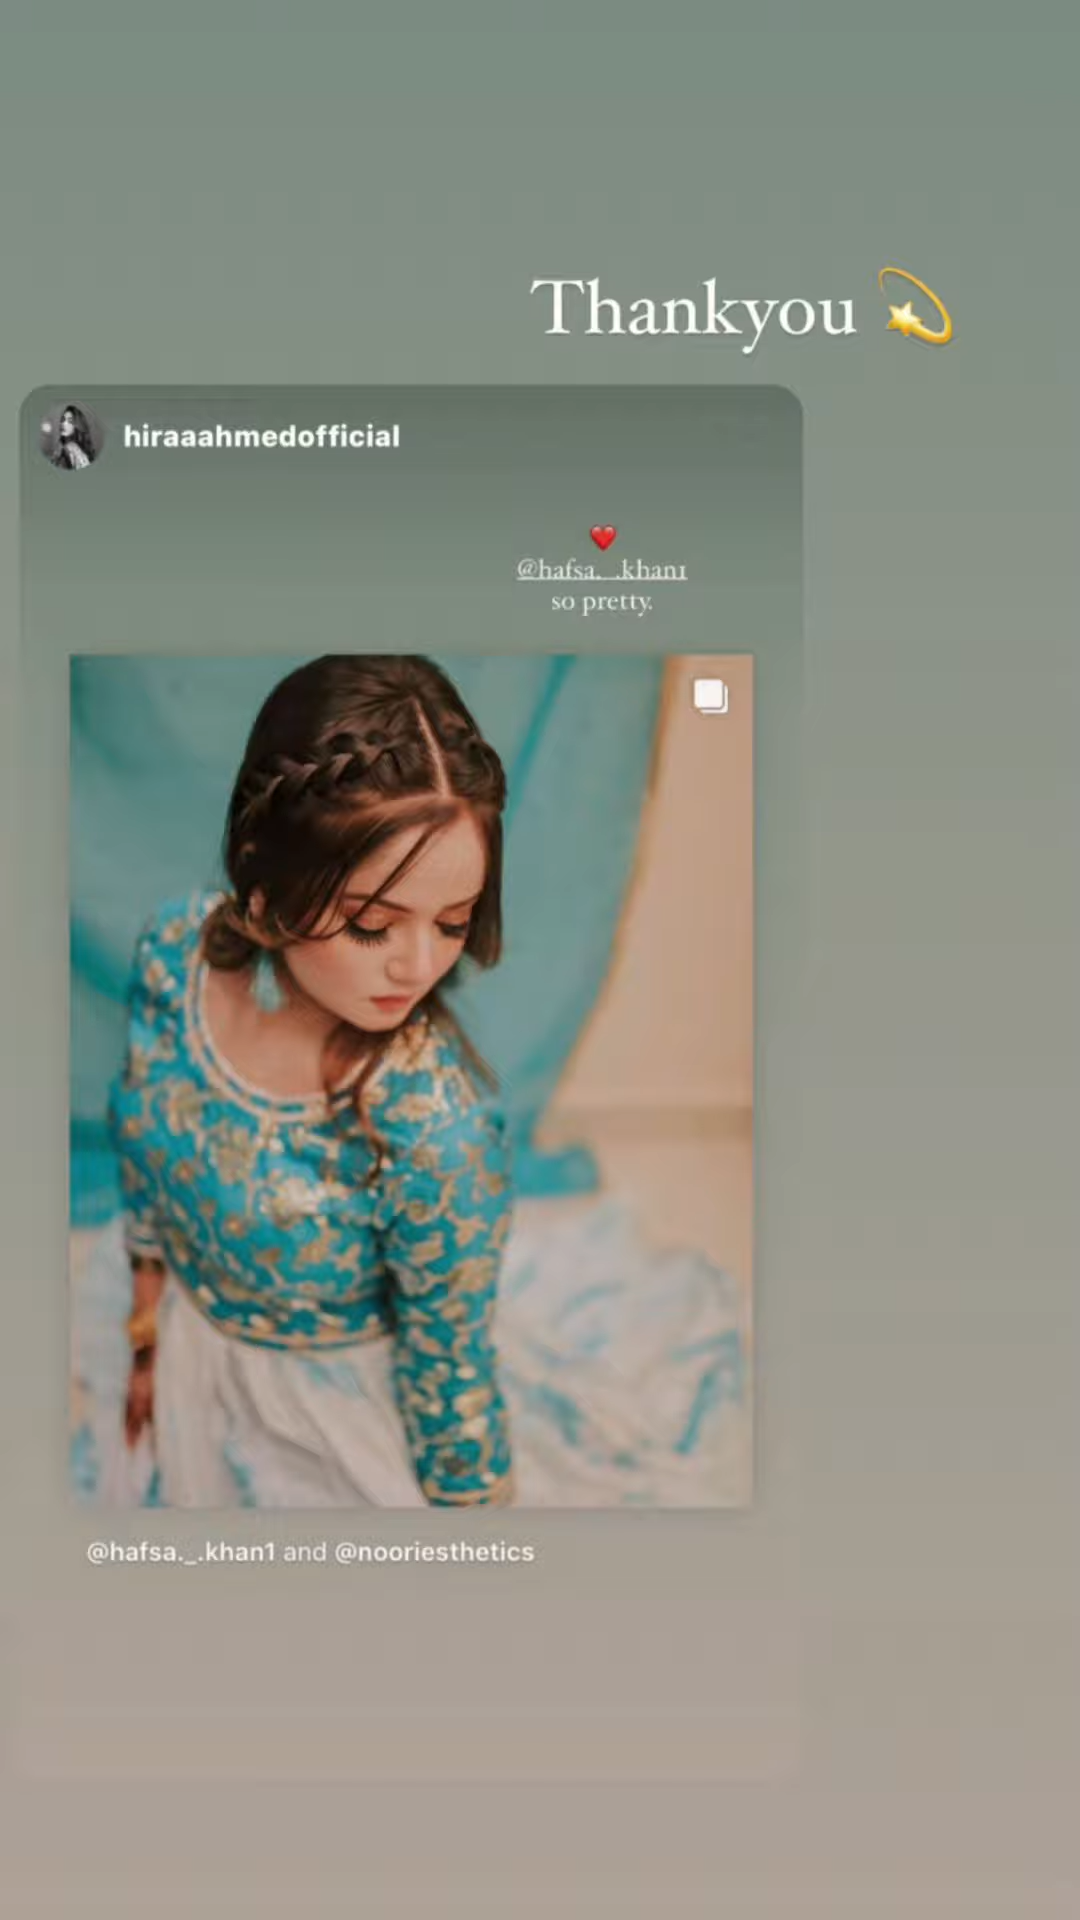 Thankyou 💫
hiraaahmedofficial
❤️
@hafsa._.khan1
so pretty.
@hafsa._.khan1 and @nooriesthetics